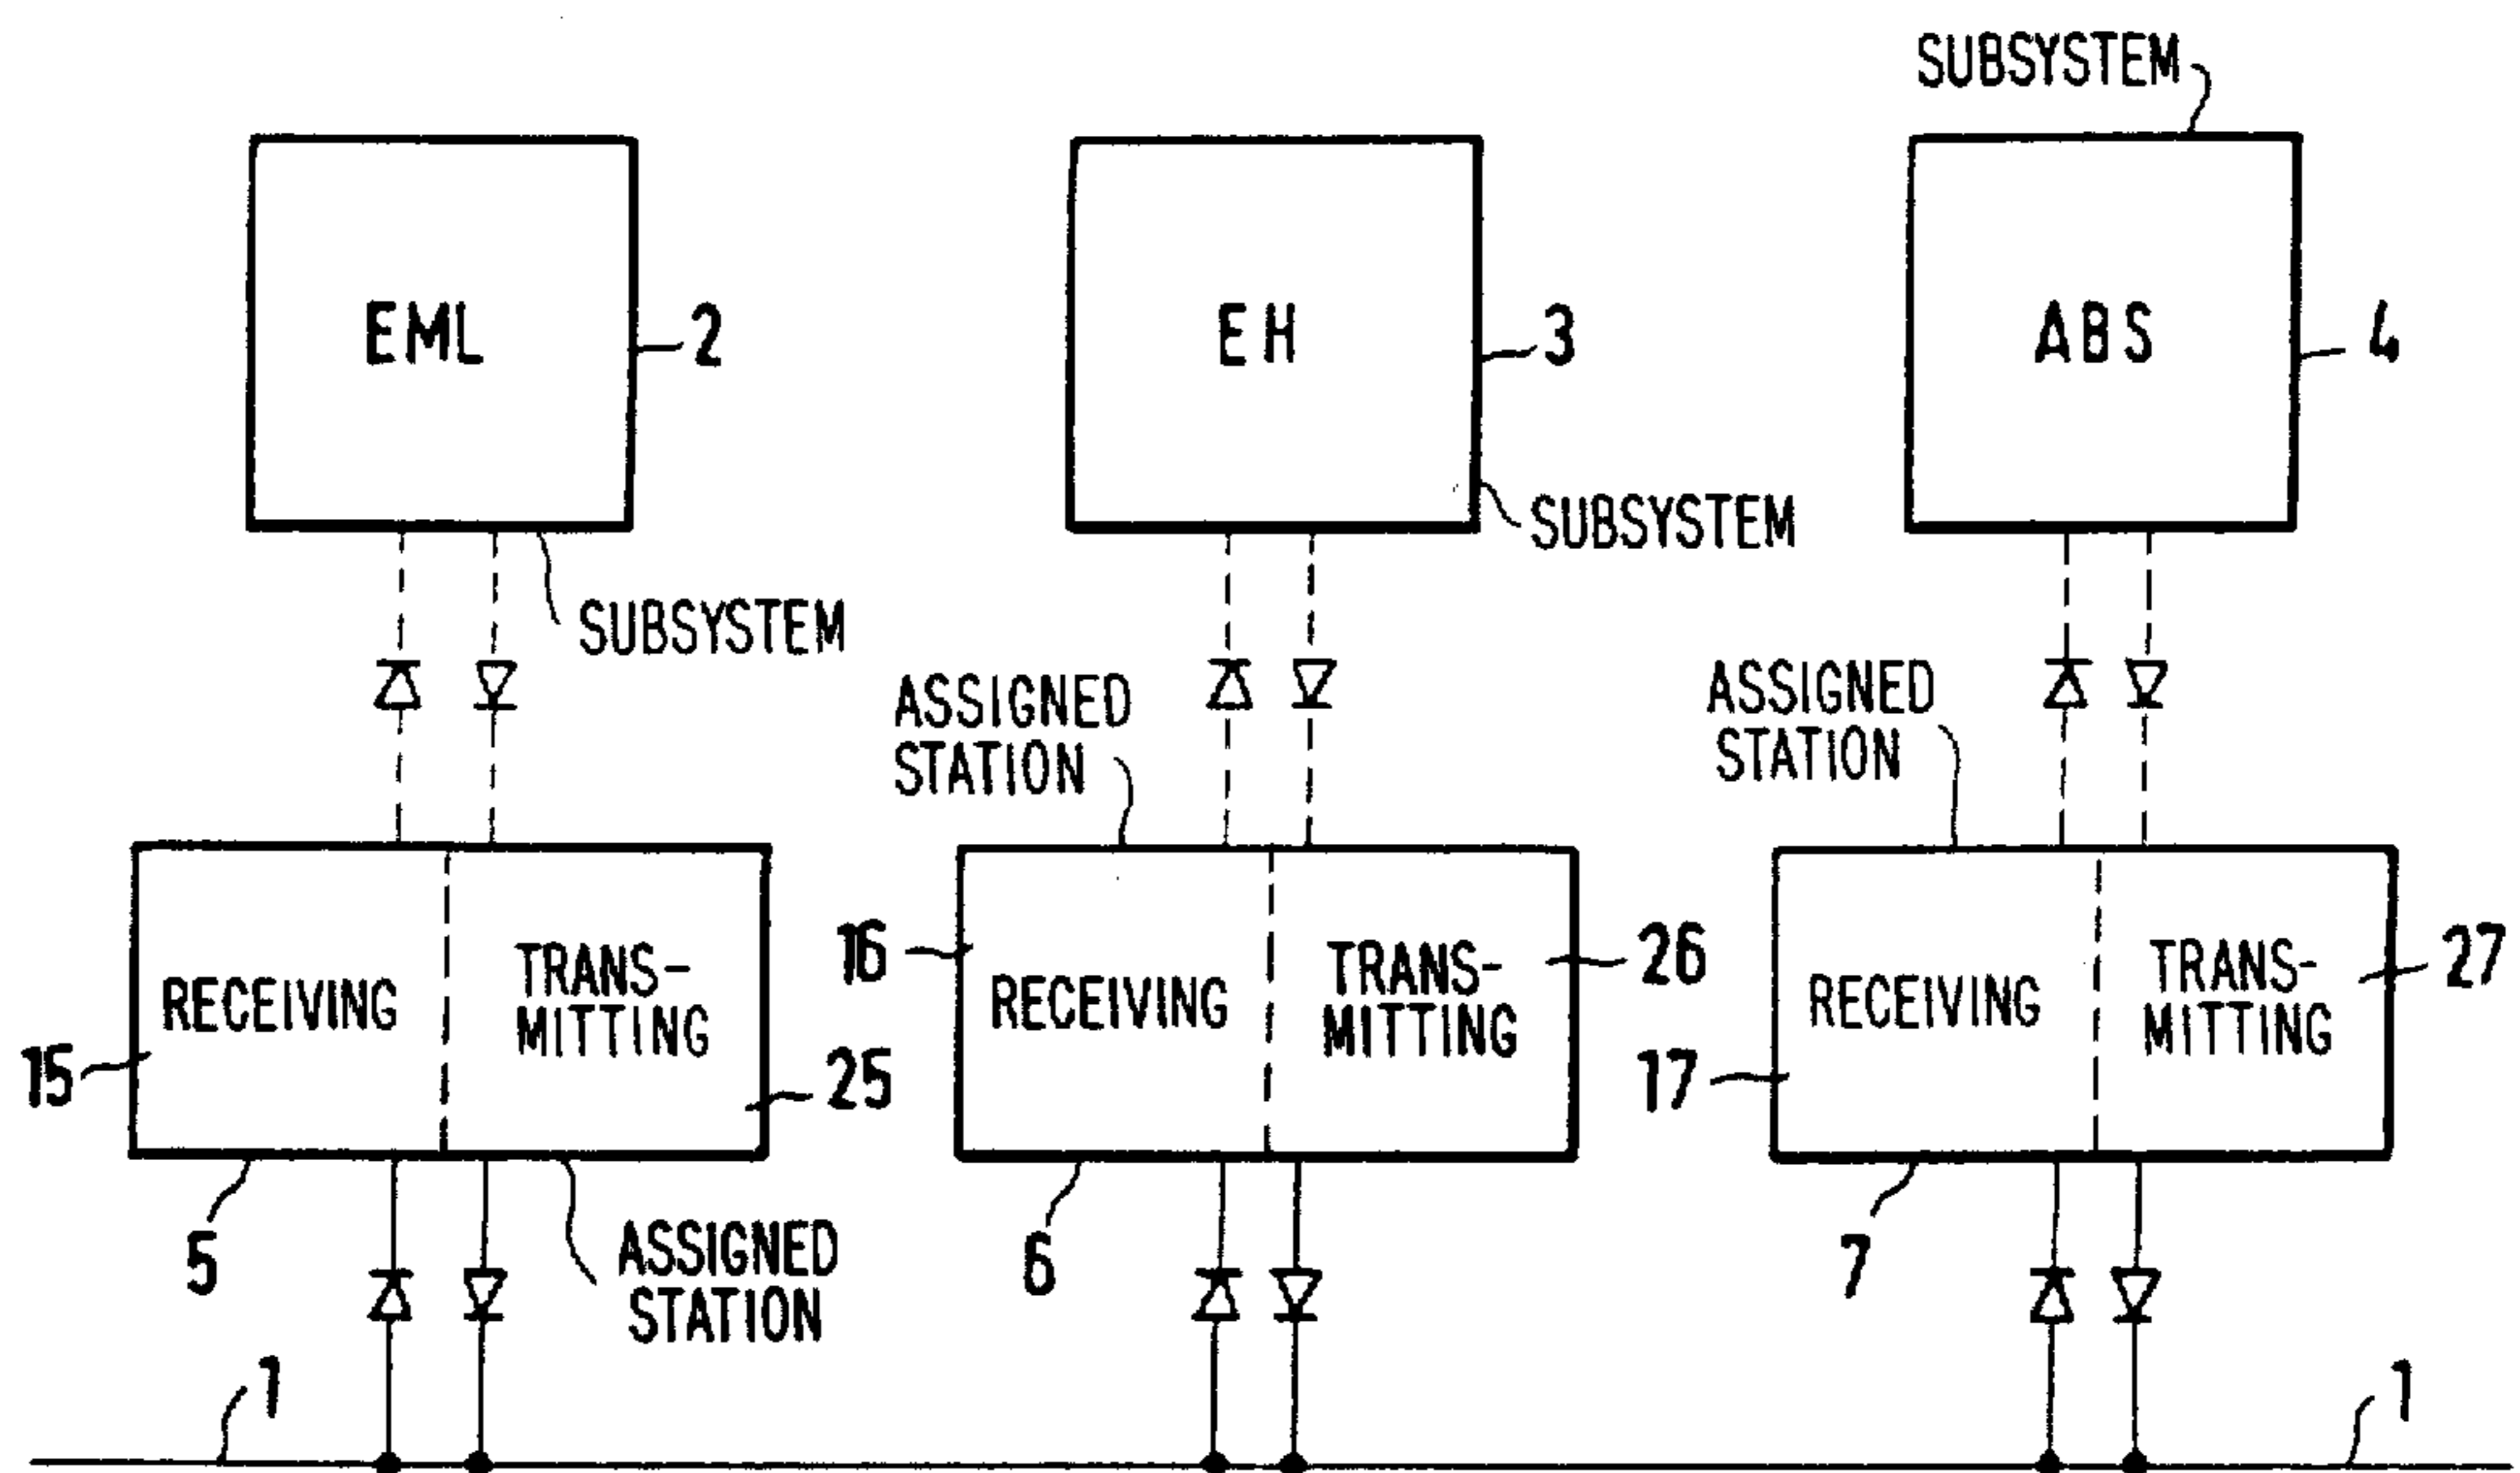 SUBSYSTEM
EML
2
EH
3
ABS
4
SUBSYSTEM
SUBSYSTEM
ASSIGNED
STATION
ASSIGNED
STATION
RECEIVING
TRANS-
MITTING
15
25
16
RECEIVING
TRANS-
MITTING
26
RECEIVING
TRANS-
MITTING
27
17
5
ASSIGNED
STATION
6
7
1
1